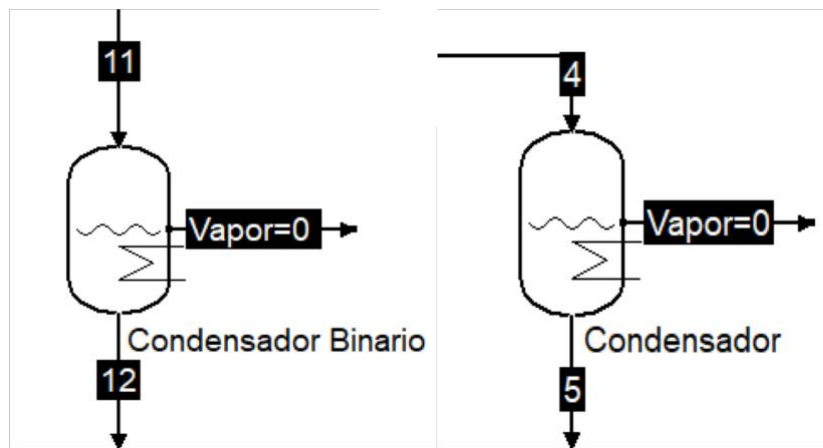 11
Vapor=0
Condensador Binario
12
4
Vapor=0
Condensador
5